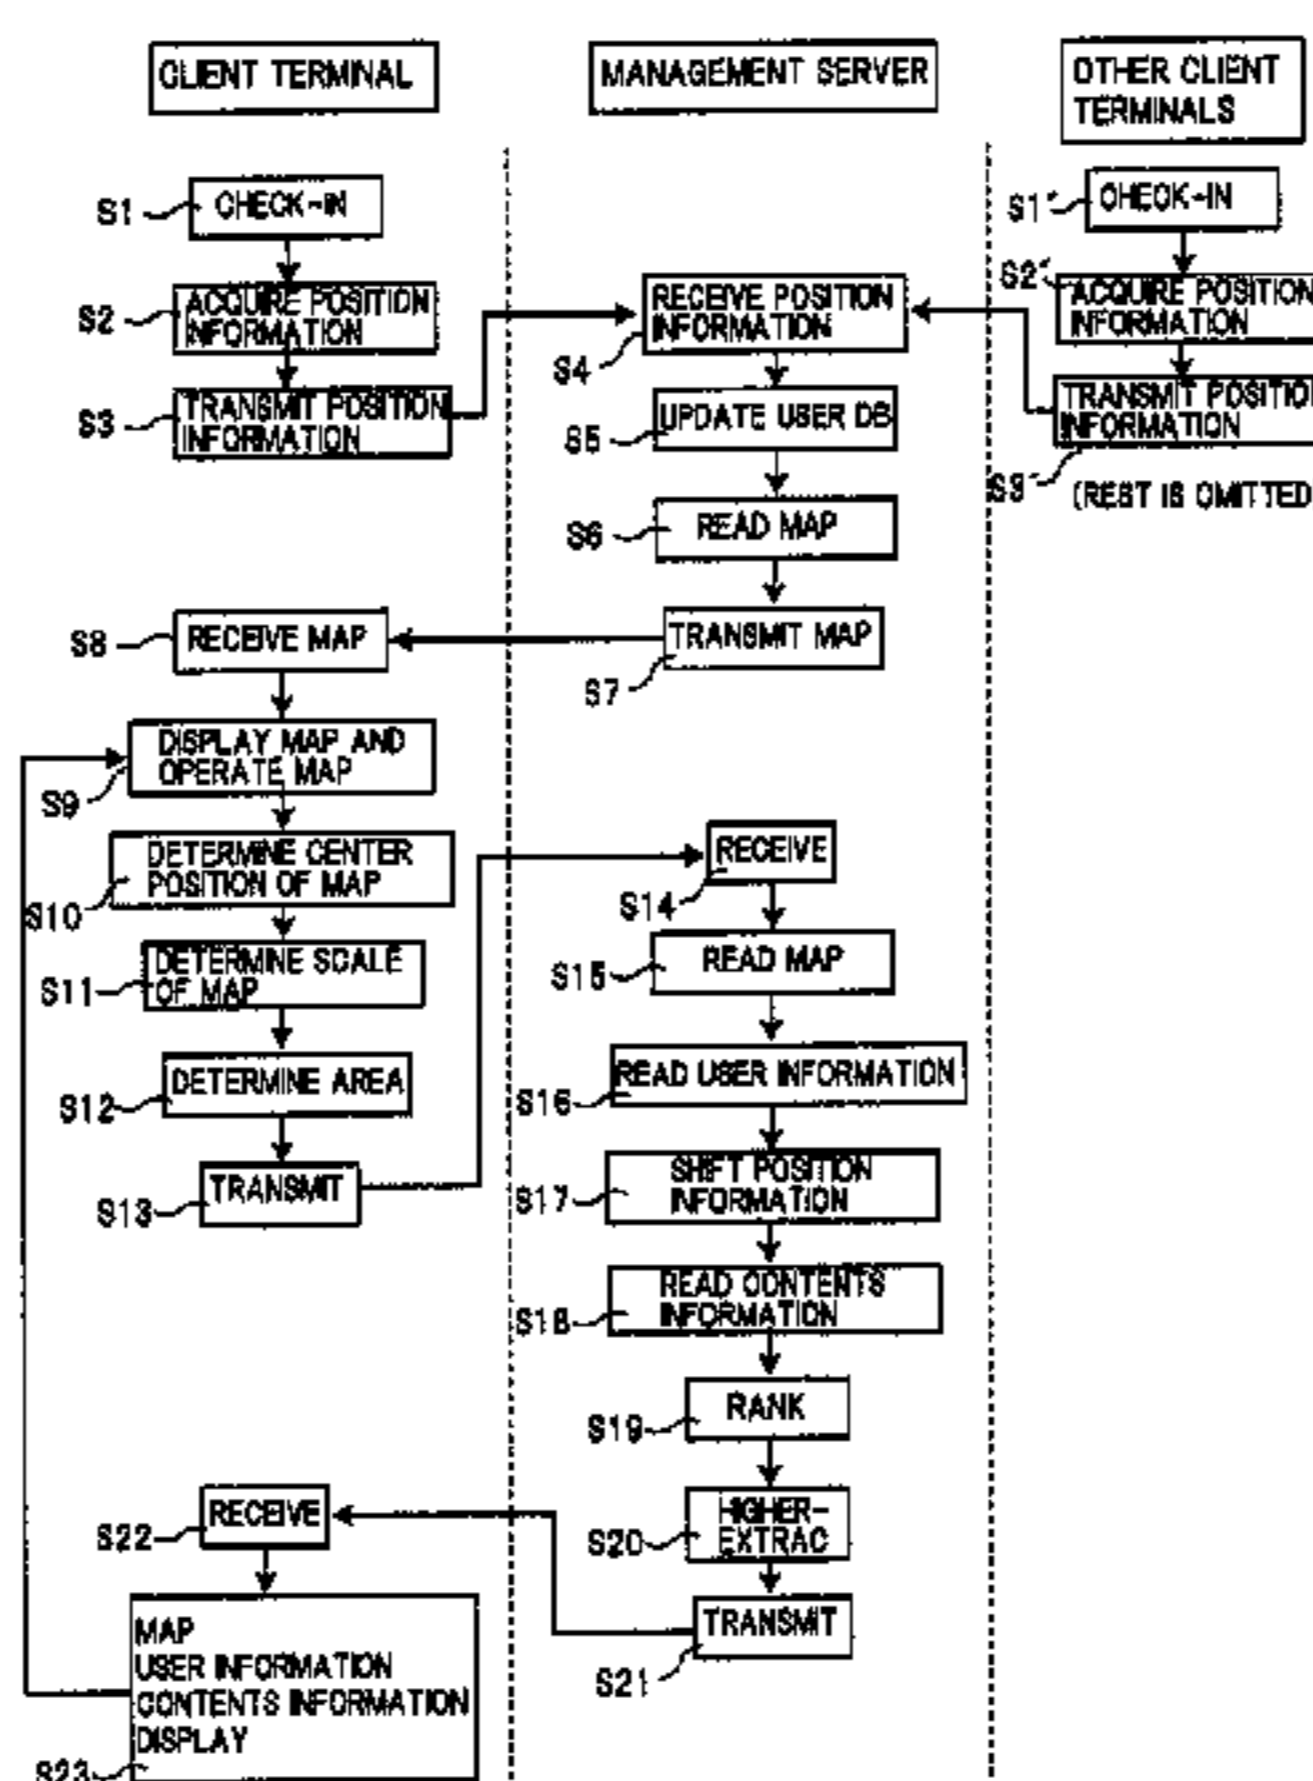 CLIENT TERMINAL
MANAGEMENT SERVER
OTHER CLIENT
TERMINALS
S1
CHECK-IN
S1'
CHECK-IN
S2
ACQUIRE POSITION
INFORMATION
S4
RECEIVE POSITION
INFORMATION
S2'
ACQUIRE POSITION
INFORMATION
S3
TRANSMIT POSITION
INFORMATION
S5
UPDATE USER DB
S3'
TRANSMIT POSITIO
INFORMATION
(REST IS OMITTED
S6
READ MAP
S7
TRANSMIT MAP
S8
RECEIVE MAP
S9
DISPLAY MAP AND
OPERATE MAP
S10
DETERMINE CENTER
POSITION OF MAP
S11
DETERMINE SCALE
OF MAP
S12
DETERMINE AREA
S13
TRANSMIT
S14
RECEIVE
S15
READ MAP
S16
READ USER INFORMATION
S17
SHIFT POSITION
INFORMATION
S18
READ CONTENTS
INFORMATION
S19
RANK
S20
HIGHER-
EXTRAC
S21
TRANSMIT
S22
RECEIVE
S23
MAP
USER INFORMATION
CONTENTS INFORMATION
DISPLAY